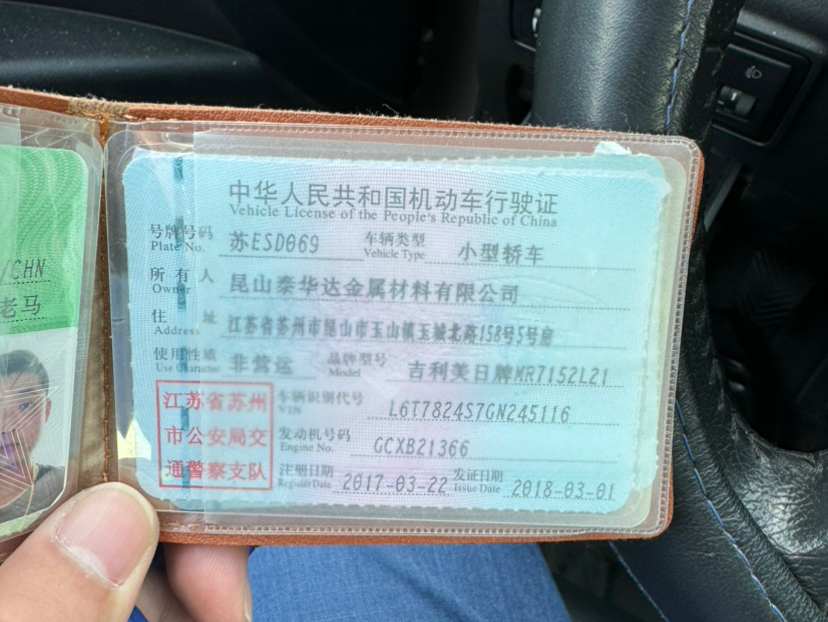 /CHN
老马
中华人民共和国机动车行驶证
Vehicle License of the People's Republic of China
号牌号码 苏ESD069 车辆类型 小型轿车
Plate No. Vehicle Type
所有人 昆山泰华达金属材料有限公司
Owner
住址 江苏省苏州市昆山市玉山镇玉城北路158号5号房
Address
使用性质 非营运 品牌型号 吉利美日牌MR7152L21
Use Character Model
江苏省苏州 车辆识别代号 L6T7824S7GN245116
VIN
市公安局交 发动机号码 GCXB21366
Engine No.
通警察支队 注册日期 2017-03-22 发证日期 2018-03-01
Register Date Issue Date